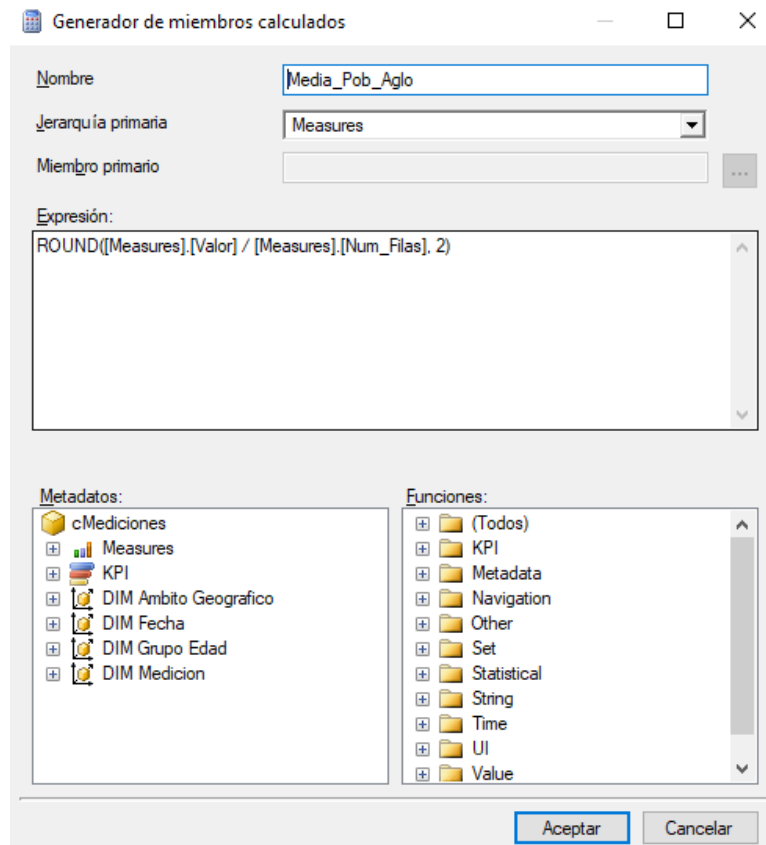 Generador de miembros calculados
Nombre
Media_Pob_Aglo
Jerarquía primaria
Measures
Miembro primario
...
Expresión:
ROUND([Measures].[Valor] / [Measures].[Num_Filas], 2)
Metadatos:
cMediciones
Measures
KPI
DIM Ambito Geografico
DIM Fecha
DIM Grupo Edad
DIM Medicion
Funciones:
(Todos)
KPI
Metadata
Navigation
Other
Set
Statistical
String
Time
UI
Value
Aceptar
Cancelar